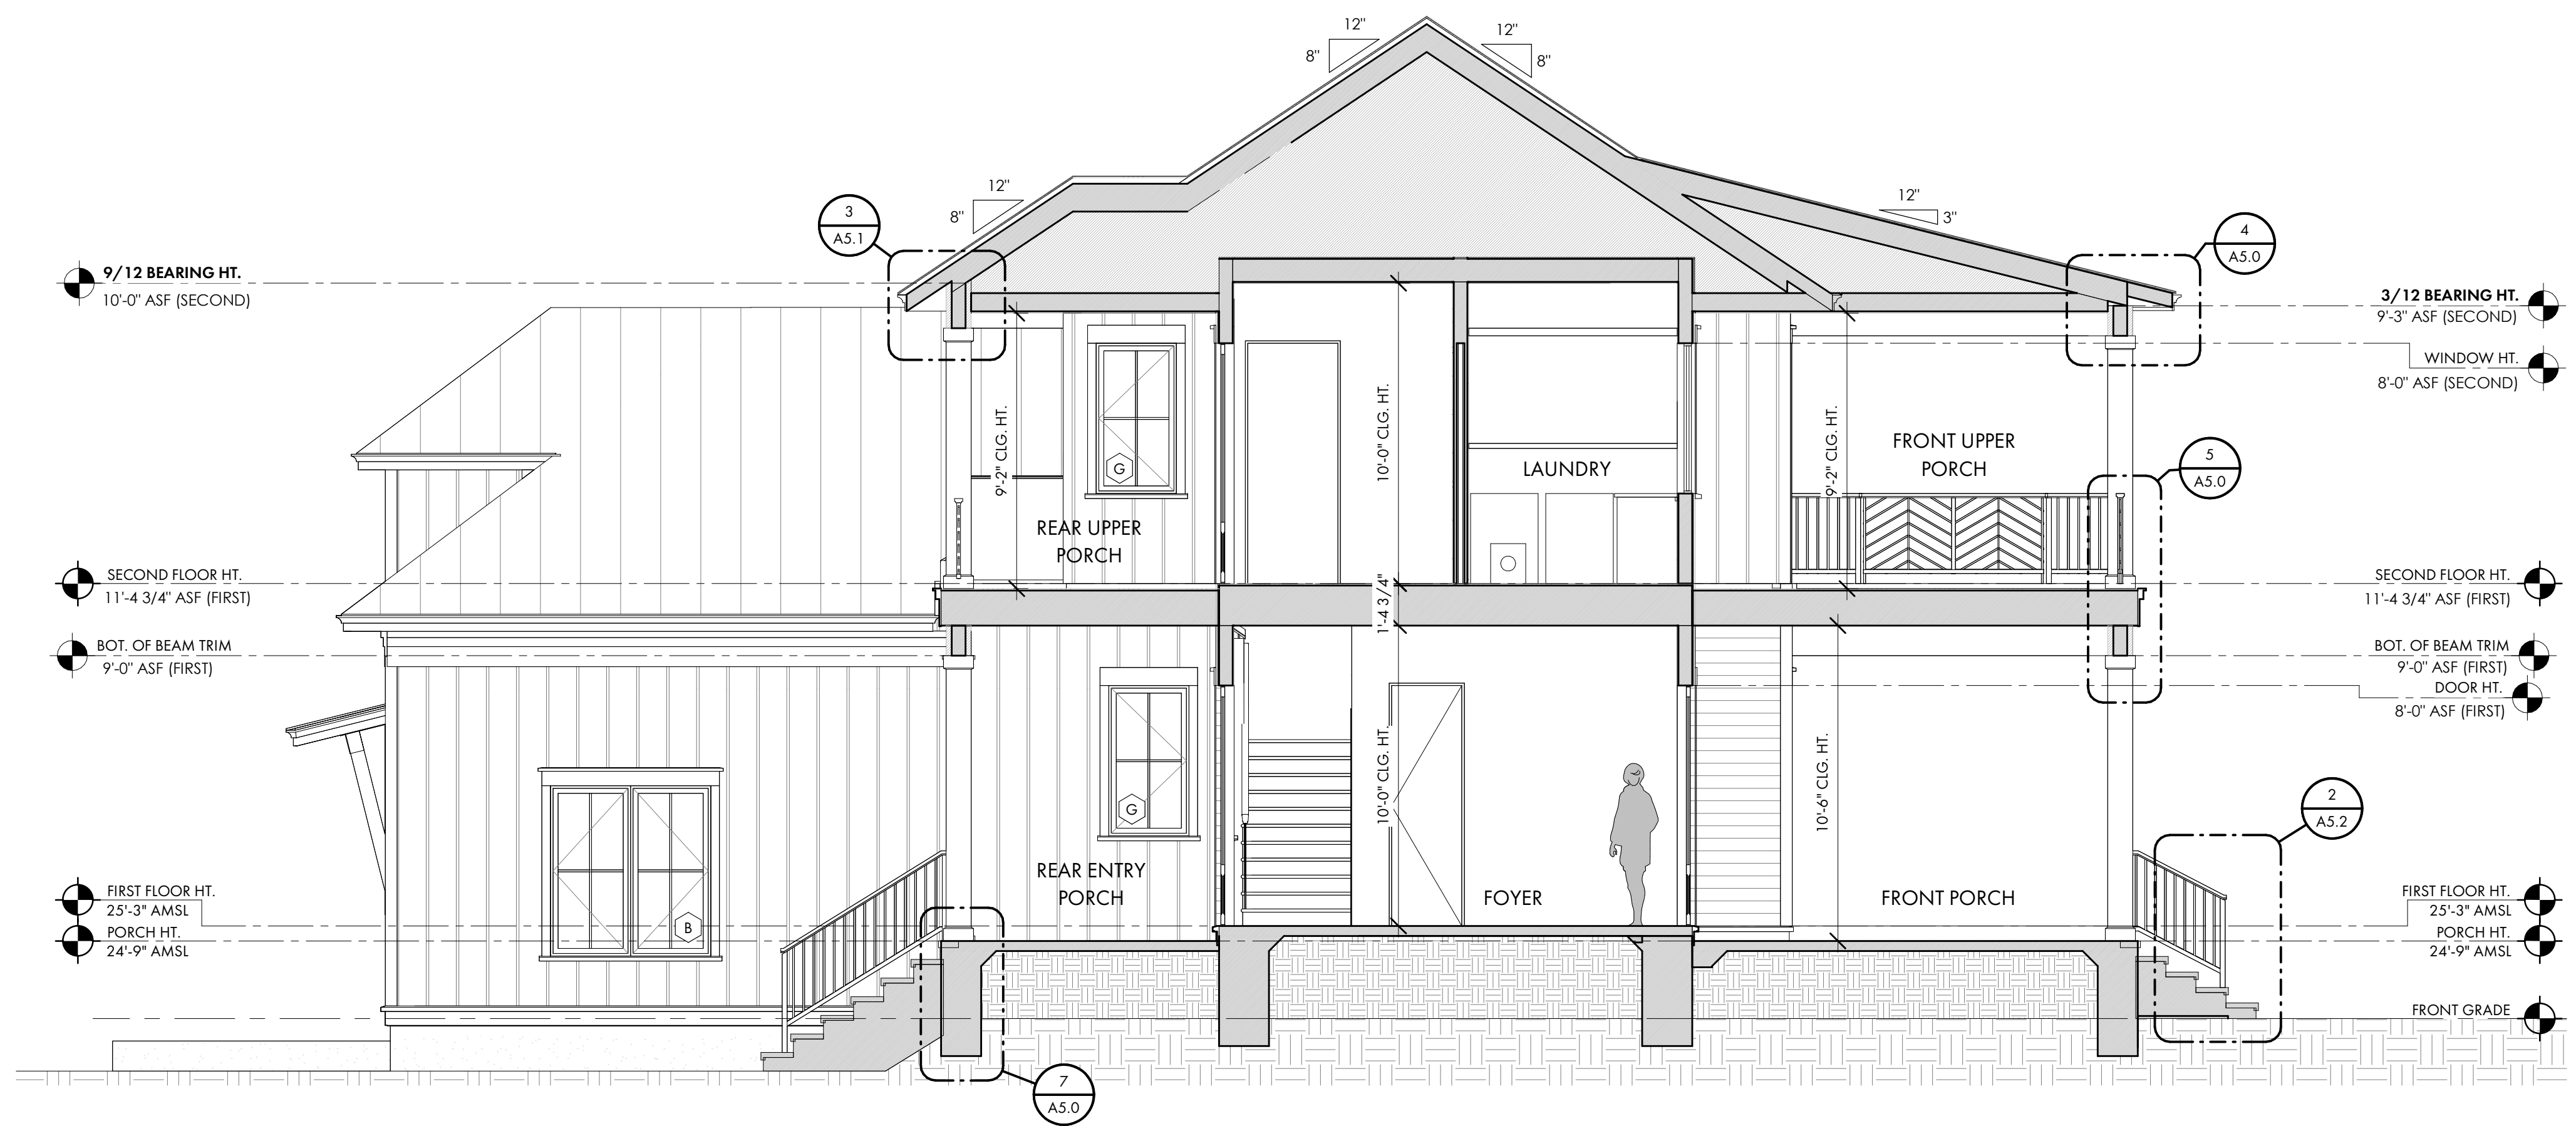 12"
12"
8"
8"
12"
8"
12"
3"
3
A5.1
4
A5.0
9/12 BEARING HT.
10'-0" ASF (SECOND)
3/12 BEARING HT.
9'-3" ASF (SECOND)
WINDOW HT.
8'-0" ASF (SECOND)
9'-2" CLG. HT.
10'-0" CLG. HT.
9'-2" CLG. HT.
G
LAUNDRY
FRONT UPPER
PORCH
5
A5.0
REAR UPPER
PORCH
SECOND FLOOR HT.
11'-4 3/4" ASF (FIRST)
1'-4 3/4"
SECOND FLOOR HT.
11'-4 3/4" ASF (FIRST)
BOT. OF BEAM TRIM
9'-0" ASF (FIRST)
BOT. OF BEAM TRIM
9'-0" ASF (FIRST)
DOOR HT.
8'-0" ASF (FIRST)
10'-0" CLG. HT.
10'-6" CLG. HT.
G
2
A5.2
REAR ENTRY
PORCH
FOYER
FRONT PORCH
B
FIRST FLOOR HT.
25'-3" AMSL
PORCH HT.
24'-9" AMSL
FIRST FLOOR HT.
25'-3" AMSL
PORCH HT.
24'-9" AMSL
FRONT GRADE
7
A5.0